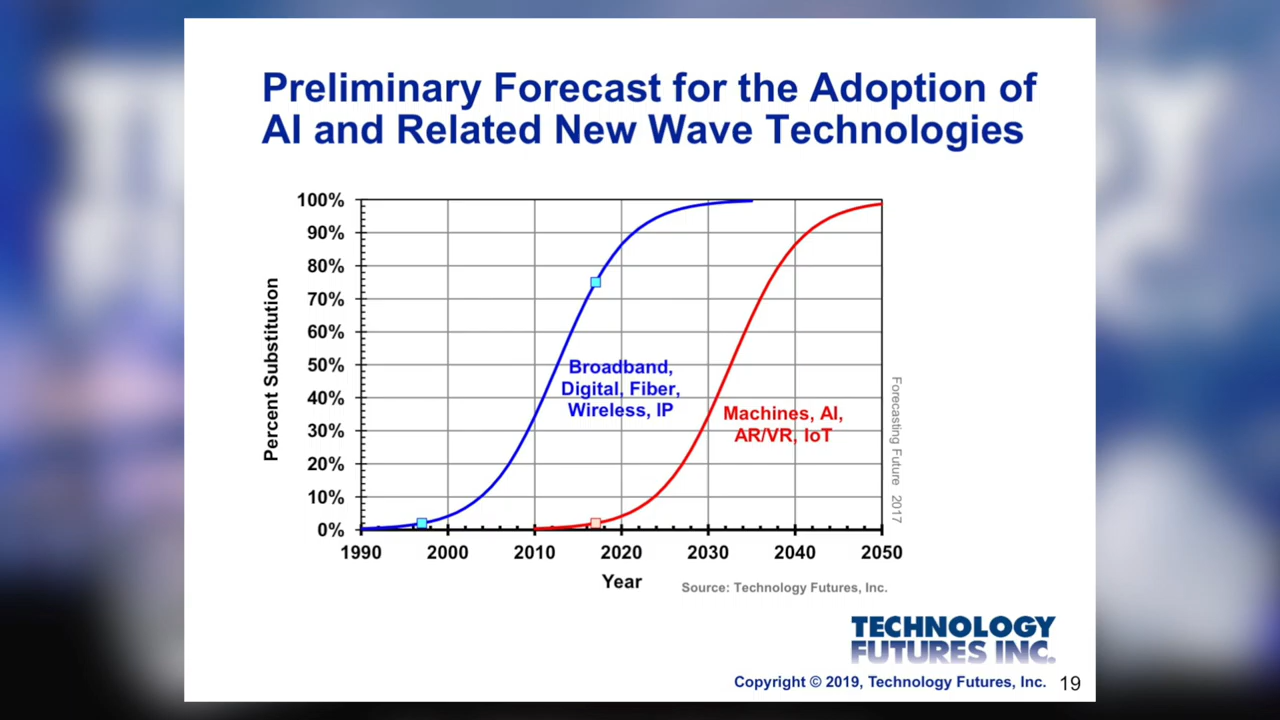 Preliminary Forecast for the Adoption of
AI and Related New Wave Technologies
100%
90%
80%
70%
60%
50%
40%
30%
20%
10%
0%
Percent Substitution
Broadband,
Digital, Fiber,
Wireless, IP
Machines, AI,
AR/VR, IoT
Forecasting Future 2017
1990 2000 2010 2020 2030 2040 2050
Year
Source: Technology Futures, Inc.
TECHNOLOGY
FUTURES INC.
Copyright © 2019, Technology Futures, Inc. 19